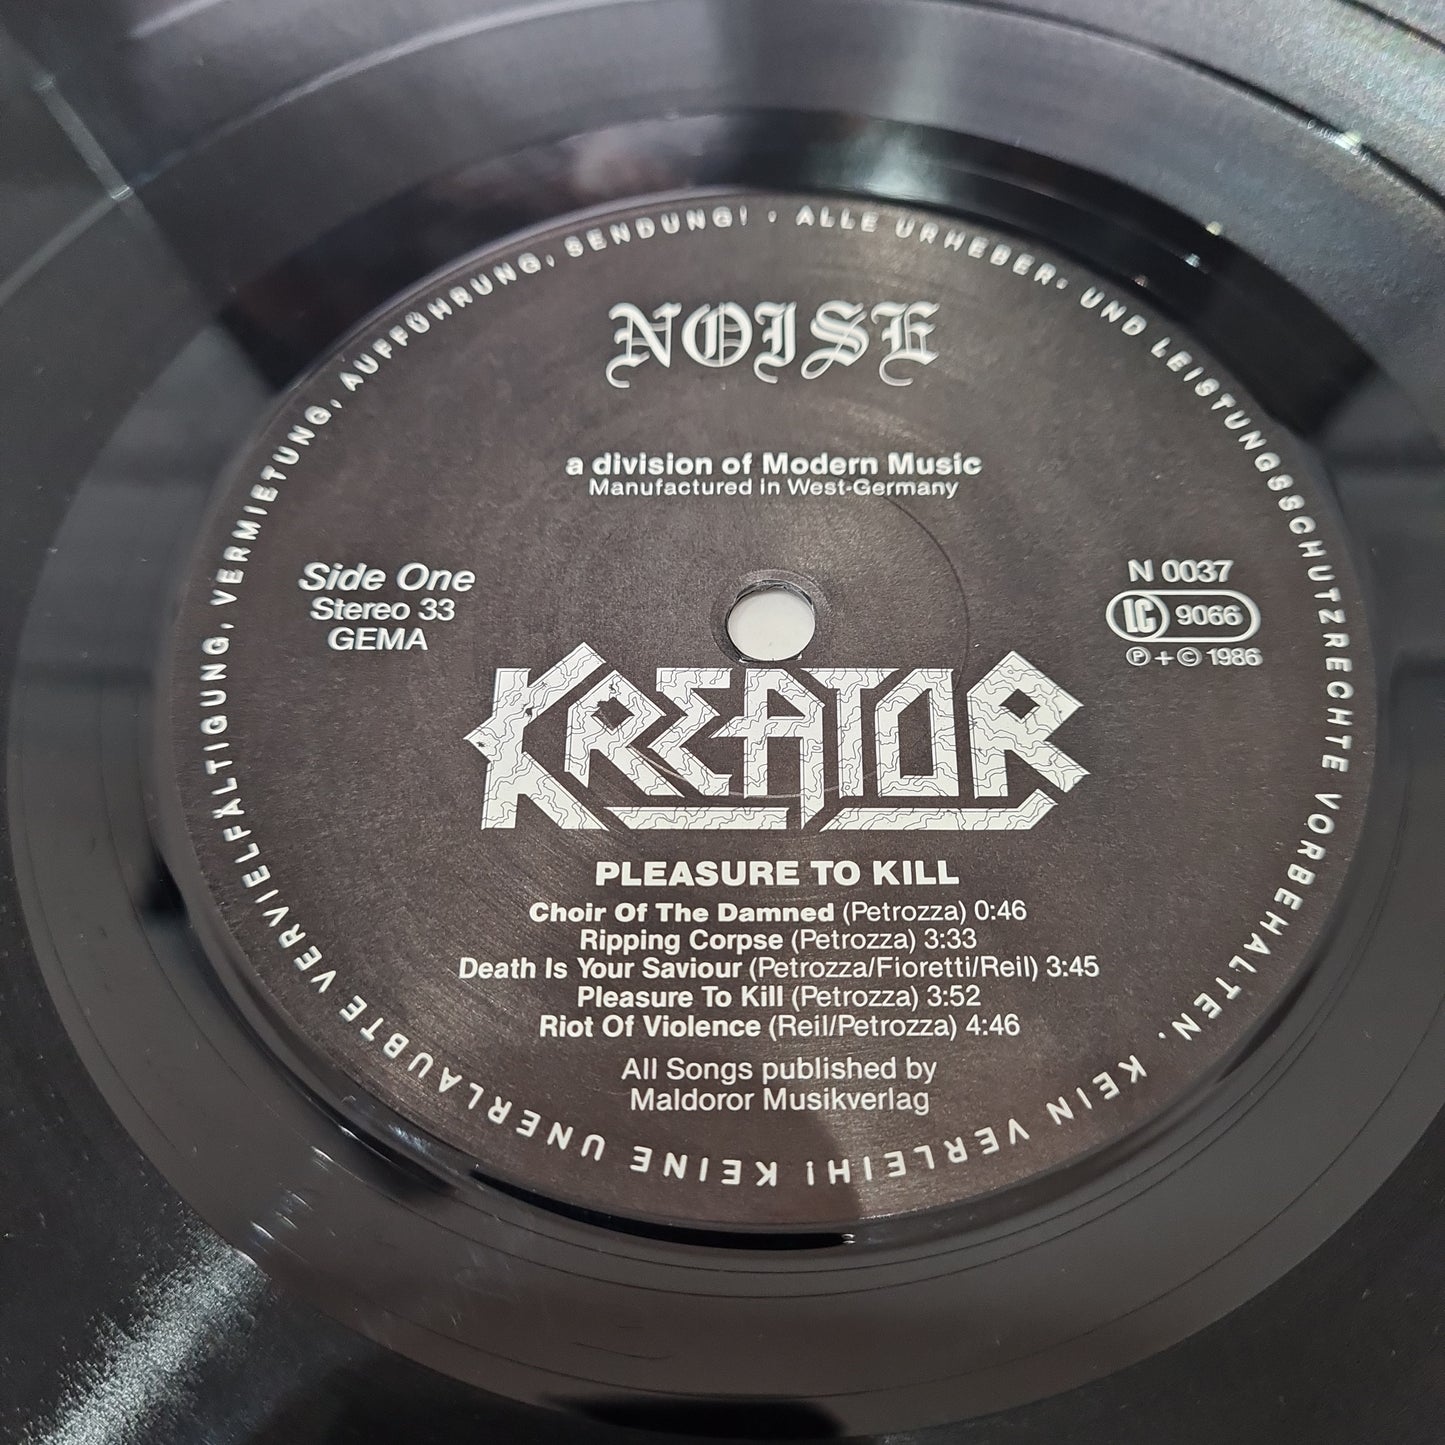 NOISE
a division of Modern Music
Manufactured in West-Germany
Side One
Stereo 33
GEMA
N 0037
LC 9066
Ⓟ + © 1986
KREATOR
PLEASURE TO KILL
Choir Of The Damned (Petrozza) 0:46
Ripping Corpse (Petrozza) 3:33
Death Is Your Saviour (Petrozza/Fioretti/Reil) 3:45
Pleasure To Kill (Petrozza) 3:52
Riot Of Violence (Reil/Petrozza) 4:46
All Songs published by
Maldoror Musikverlag
ALLE URHEBER- UND LEISTUNGSSCHUTZRECHTE VORBEHALTEN. KEIN VERLEIH! KEINE UNERLAUBTE VERVIELFÄLTIGUNG, VERMIETUNG, AUFFÜHRUNG, SENDUNG! ·